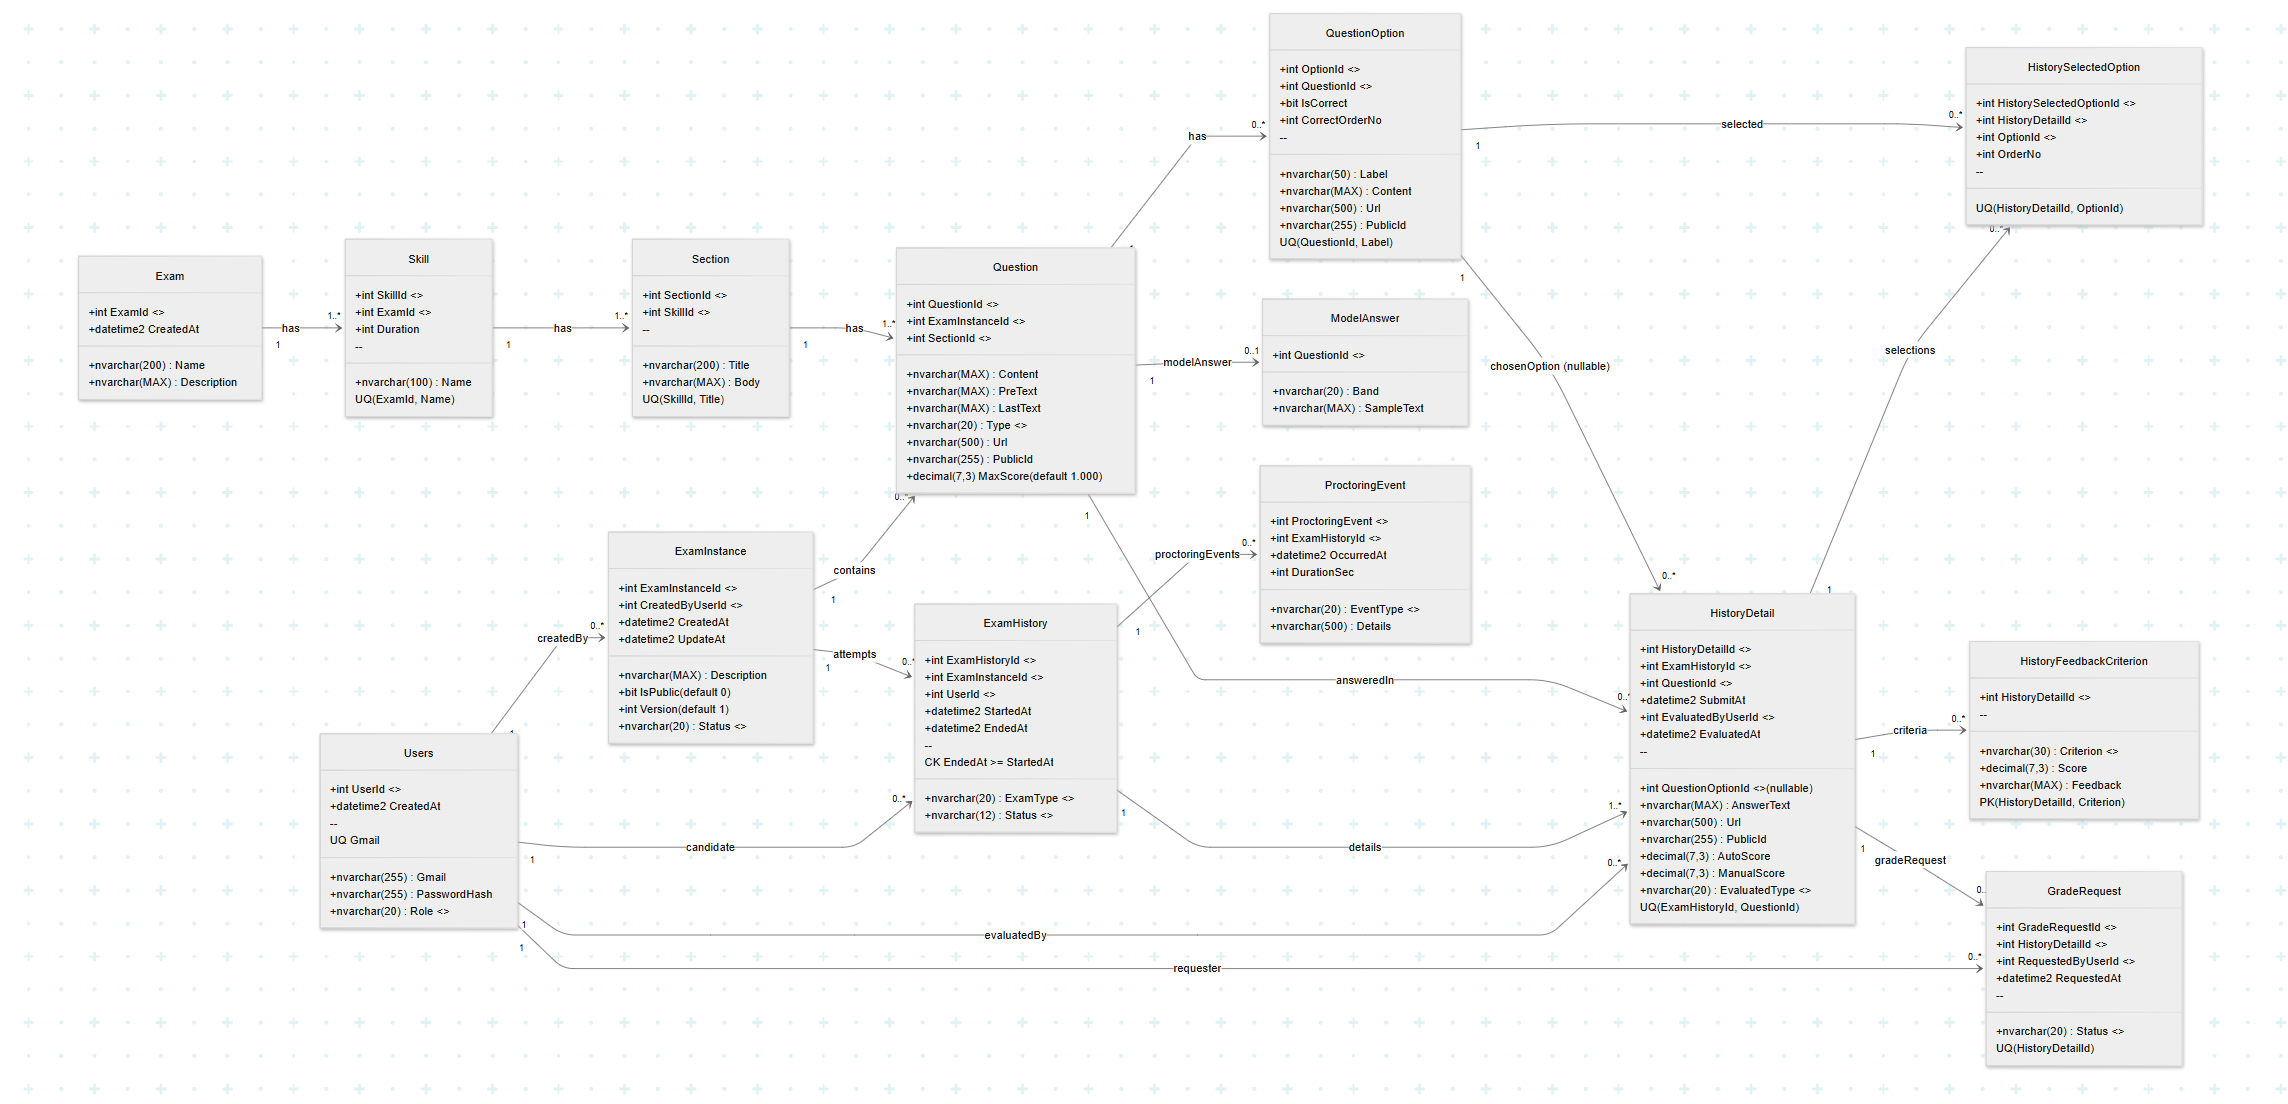 QuestionOption
+int OptionId <>
+int QuestionId <>
+bit IsCorrect
+int CorrectOrderNo
--
+nvarchar(50) : Label
+nvarchar(MAX) : Content
+nvarchar(500) : Url
+nvarchar(255) : PublicId
UQ(QuestionId, Label)
HistorySelectedOption
+int HistorySelectedOptionId <>
+int HistoryDetailId <>
+int OptionId <>
+int OrderNo
--
UQ(HistoryDetailId, OptionId)
has
0..*
1
selected
0..*
1
Exam
+int ExamId <>
+datetime2 CreatedAt
+nvarchar(200) : Name
+nvarchar(MAX) : Description
has
1..*
1
Skill
+int SkillId <>
+int ExamId <>
+int Duration
--
+nvarchar(100) : Name
UQ(ExamId, Name)
has
1..*
1
Section
+int SectionId <>
+int SkillId <>
--
+nvarchar(200) : Title
+nvarchar(MAX) : Body
UQ(SkillId, Title)
has
1..*
1
Question
+int QuestionId <>
+int ExamInstanceId <>
+int SectionId <>
+nvarchar(MAX) : Content
+nvarchar(MAX) : PreText
+nvarchar(MAX) : LastText
+nvarchar(20) : Type <>
+nvarchar(500) : Url
+nvarchar(255) : PublicId
+decimal(7,3) MaxScore(default 1.000)
modelAnswer
0..1
1
ModelAnswer
+int QuestionId <>
+nvarchar(20) : Band
+nvarchar(MAX) : SampleText
1
chosenOption (nullable)
0..*
0..*
selections
1
ProctoringEvent
+int ProctoringEvent <>
+int ExamHistoryId <>
+datetime2 OccurredAt
+int DurationSec
+nvarchar(20) : EventType <>
+nvarchar(500) : Details
proctoringEvents
0..*
1
ExamInstance
+int ExamInstanceId <>
+int CreatedByUserId <>
+datetime2 CreatedAt
+datetime2 UpdateAt
+nvarchar(MAX) : Description
+bit IsPublic(default 0)
+int Version(default 1)
+nvarchar(20) : Status <>
0..*
contains
1
attempts
0..*
1
createdBy
0..*
1
ExamHistory
+int ExamHistoryId <>
+int ExamInstanceId <>
+int UserId <>
+datetime2 StartedAt
+datetime2 EndedAt
--
CK EndedAt >= StartedAt
+nvarchar(20) : ExamType <>
+nvarchar(12) : Status <>
1
answeredIn
HistoryDetail
+int HistoryDetailId <>
+int ExamHistoryId <>
+int QuestionId <>
+datetime2 SubmitAt
+int EvaluatedByUserId <>
+datetime2 EvaluatedAt
--
+int QuestionOptionId <>(nullable)
+nvarchar(MAX) : AnswerText
+nvarchar(500) : Url
+nvarchar(255) : PublicId
+decimal(7,3) : AutoScore
+decimal(7,3) : ManualScore
+nvarchar(20) : EvaluatedType <>
UQ(ExamHistoryId, QuestionId)
HistoryFeedbackCriterion
+int HistoryDetailId <>
--
+nvarchar(30) : Criterion <>
+decimal(7,3) : Score
+nvarchar(MAX) : Feedback
PK(HistoryDetailId, Criterion)
criteria
0..*
1
Users
+int UserId <>
+datetime2 CreatedAt
--
UQ Gmail
+nvarchar(255) : Gmail
+nvarchar(255) : PasswordHash
+nvarchar(20) : Role <>
candidate
0..*
1
details
1..*
1
evaluatedBy
0..*
1
requester
0..*
1
gradeRequest
1
GradeRequest
+int GradeRequestId <>
+int HistoryDetailId <>
+int RequestedByUserId <>
+datetime2 RequestedAt
--
+nvarchar(20) : Status <>
UQ(HistoryDetailId)